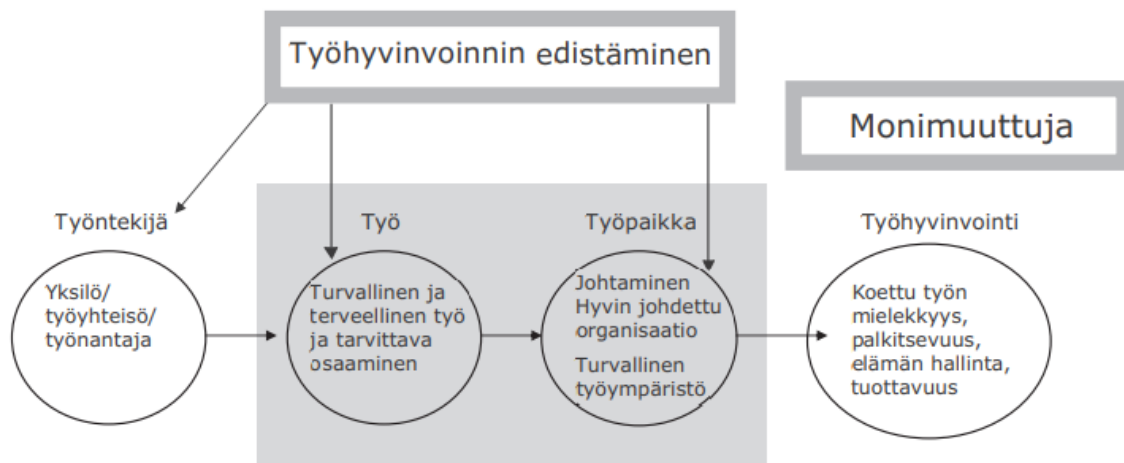 Työhyvinvoinnin edistäminen
Monimuuttuja
Työntekijä
Työ
Työpaikka
Työhyvinvointi
Yksilö/
työyhteisö/
työnantaja
Turvallinen ja
terveellinen työ
ja tarvittava
osaaminen
Johtaminen
Hyvin johdettu
organisaatio
Turvallinen
työympäristö
Koettu työn
mielekkyys,
palkitsevuus,
elämän hallinta,
tuottavuus